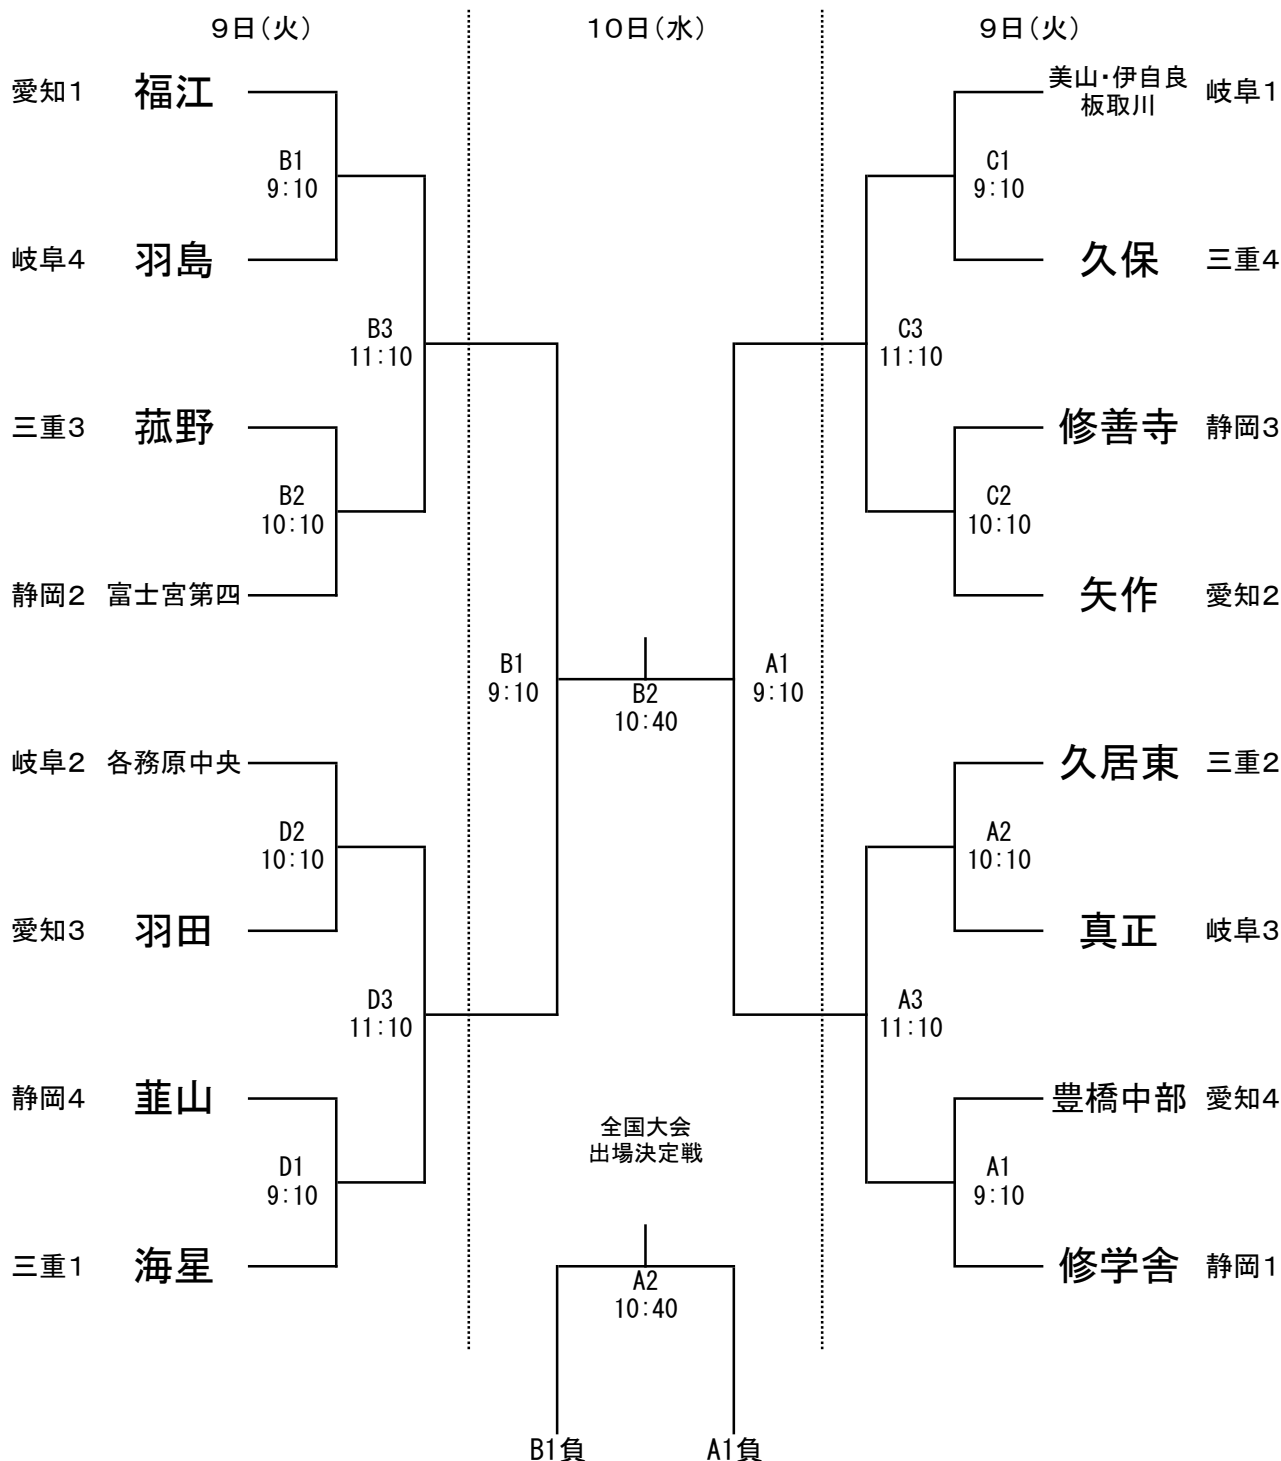 9日(火)
10日(水)
9日(火)
愛知1 福江
B1
9:10
岐阜4 羽島
B3
11:10
三重3 菰野
B2
10:10
静岡2 富士宮第四
B1
9:10
岐阜2 各務原中央
D2
10:10
愛知3 羽田
D3
11:10
静岡4 韮山
D1
9:10
三重1 海星
B2
10:40
全国大会
出場決定戦
A2
10:40
B1負
A1負
美山・伊自良
板取川
岐阜1
C1
9:10
久保 三重4
C3
11:10
修善寺 静岡3
C2
10:10
矢作 愛知2
A1
9:10
久居東 三重2
A2
10:10
真正 岐阜3
A3
11:10
豊橋中部 愛知4
A1
9:10
修学舎 静岡1